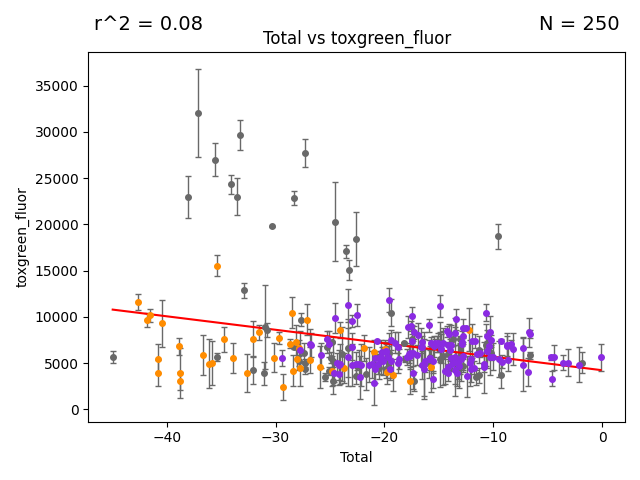 r^2 = 0.08
N = 250
Total vs toxgreen_fluor
35000
30000
25000
20000
15000
10000
5000
0
toxgreen_fluor
−40
−30
−20
−10
0
Total